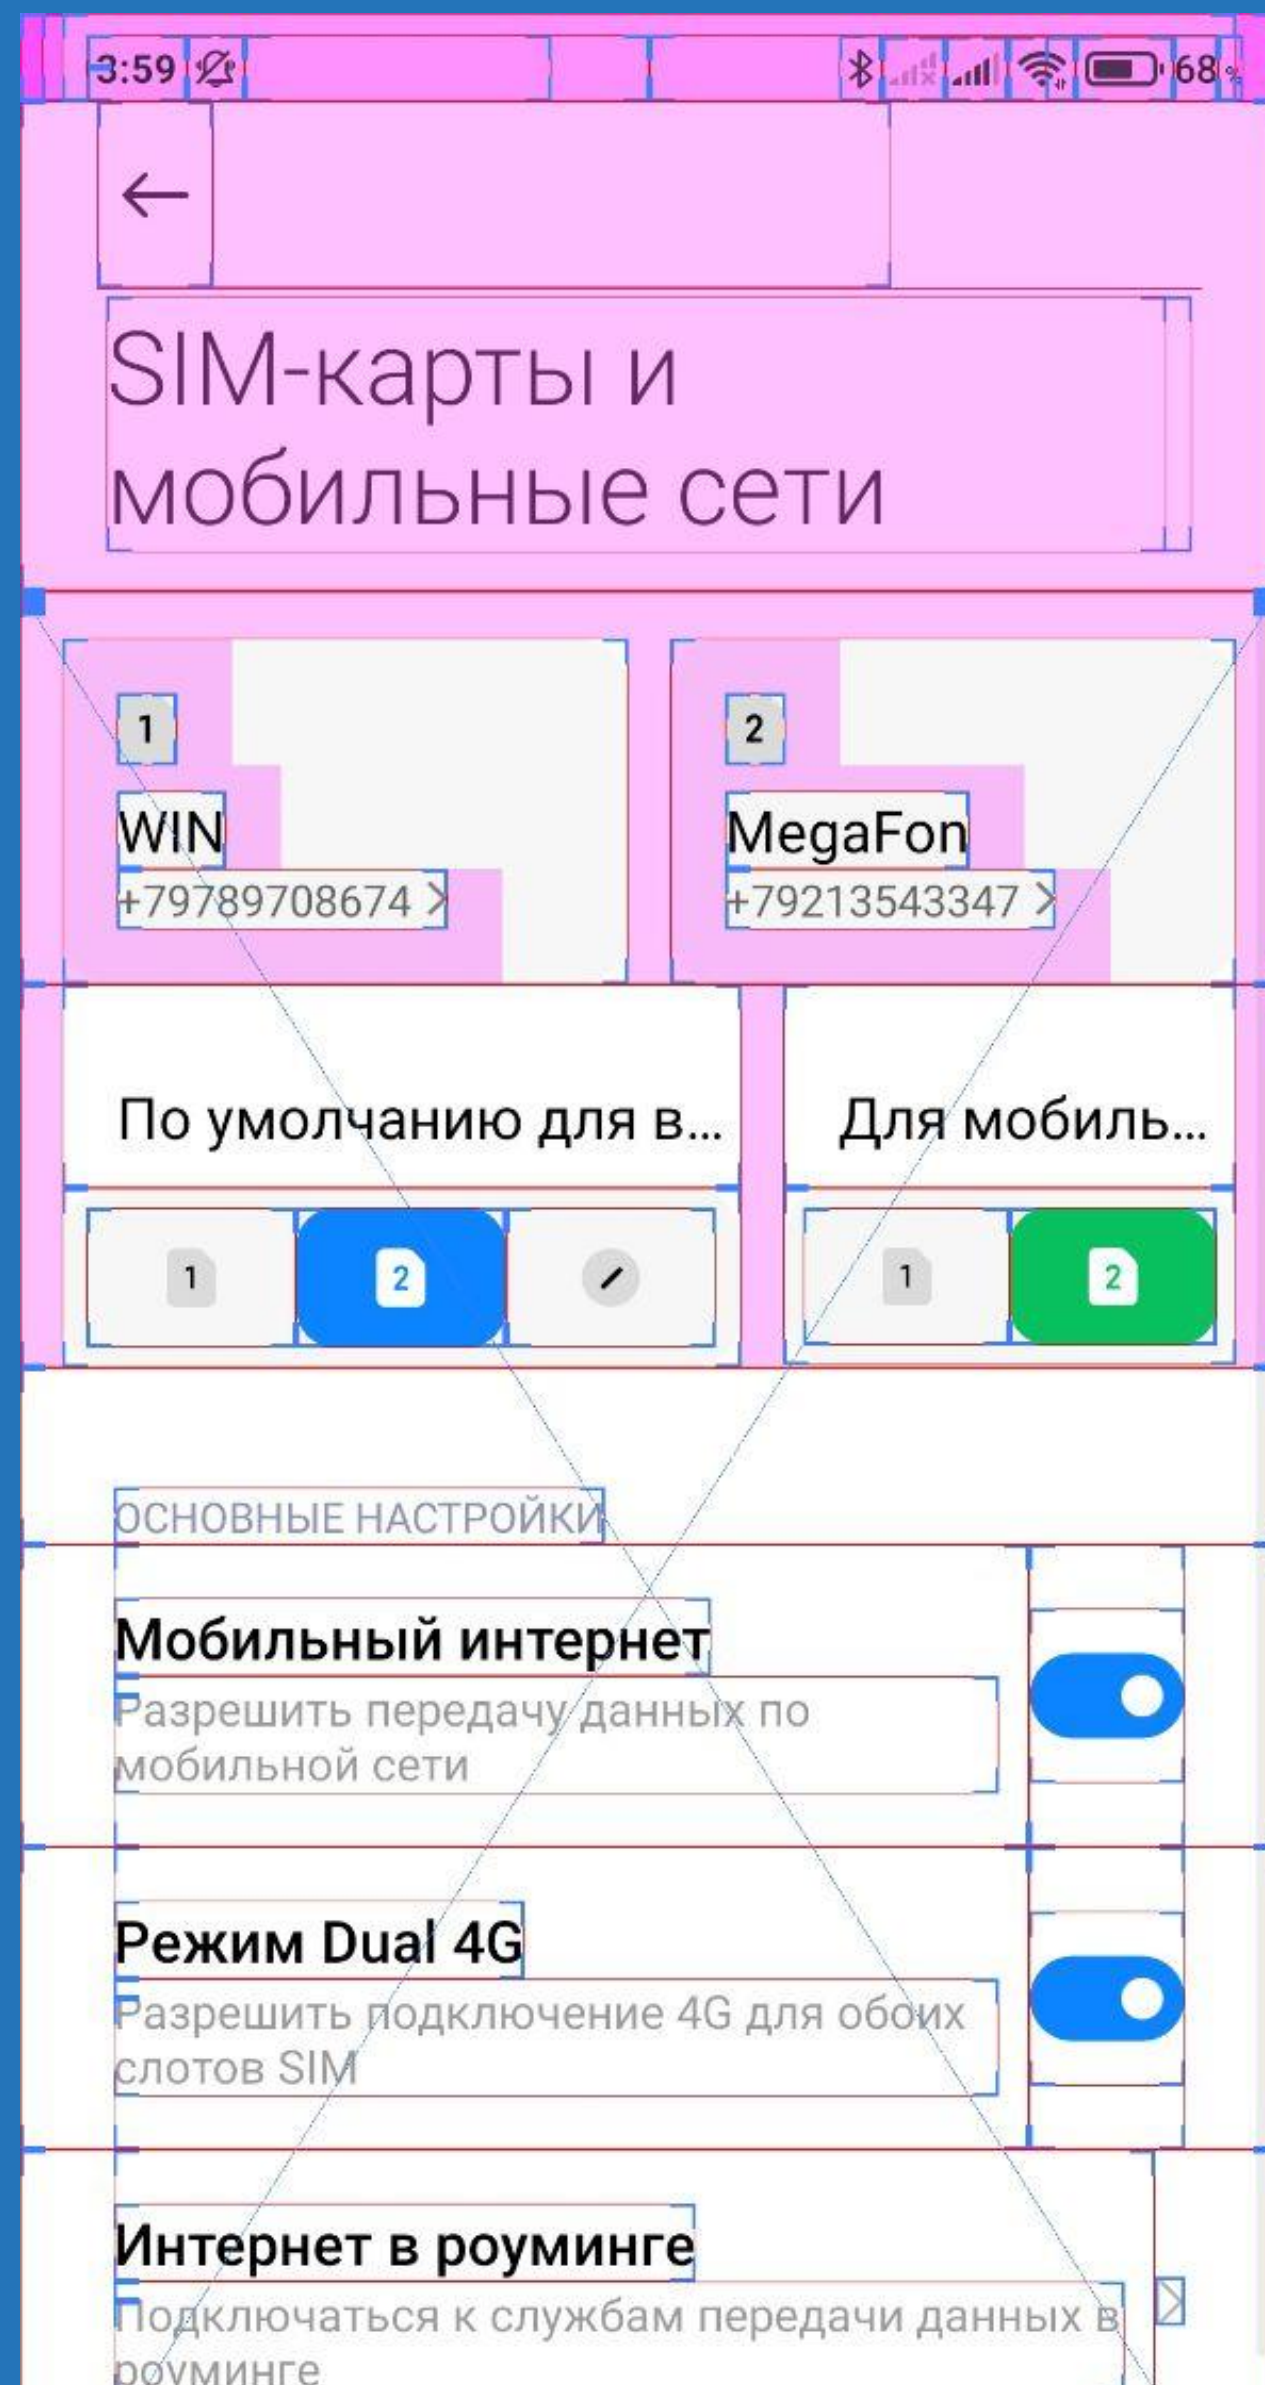 3:59 68 %
SIM-карты и
мобильные сети
1
WIN
+79789708674
2
MegaFon
+79213543347
По умолчанию для в...
Для мобиль...
1 2
1 2
ОСНОВНЫЕ НАСТРОЙКИ
Мобильный интернет
Разрешить передачу данных по
мобильной сети
Режим Dual 4G
Разрешить подключение 4G для обоих
слотов SIM
Интернет в роуминге
Подключаться к службам передачи данных в
роуминге